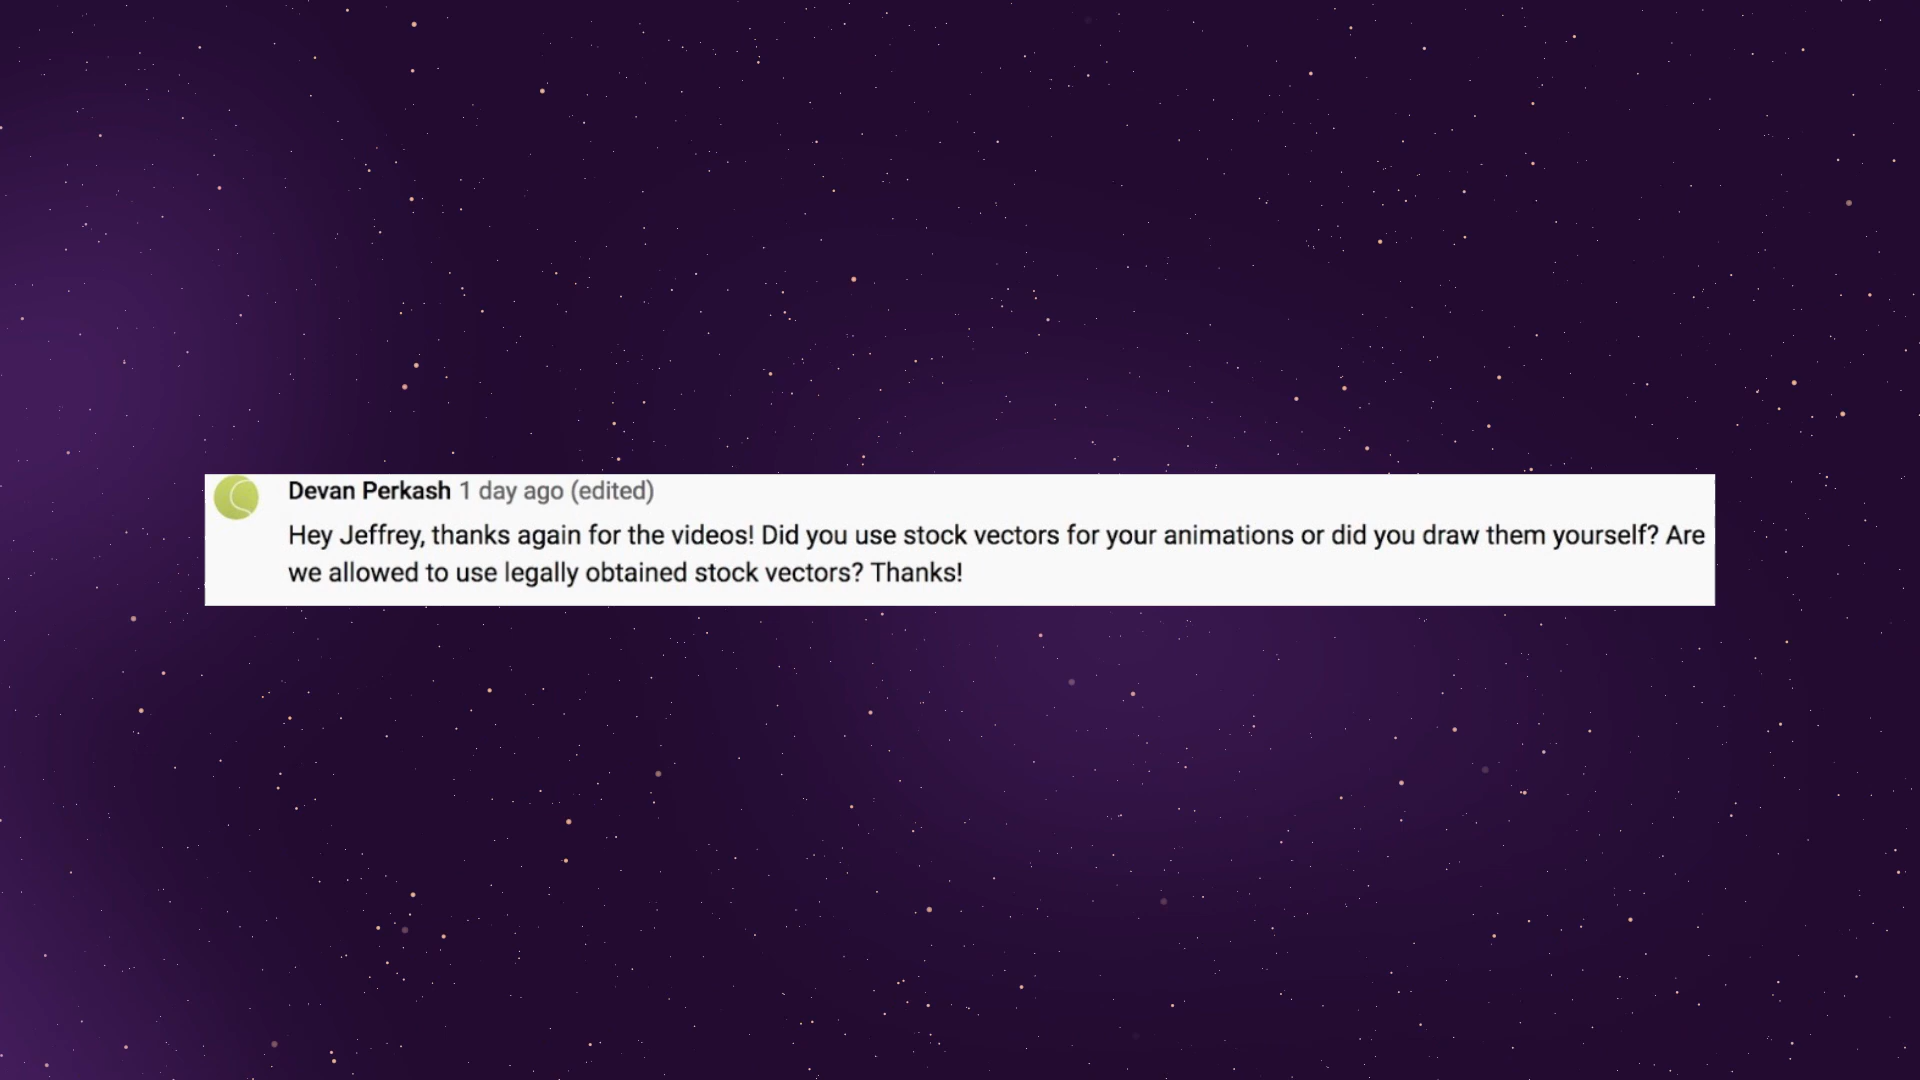 Devan Perkash 1 day ago (edited)
Hey Jeffrey, thanks again for the videos! Did you use stock vectors for your animations or did you draw them yourself? Are
we allowed to use legally obtained stock vectors? Thanks!